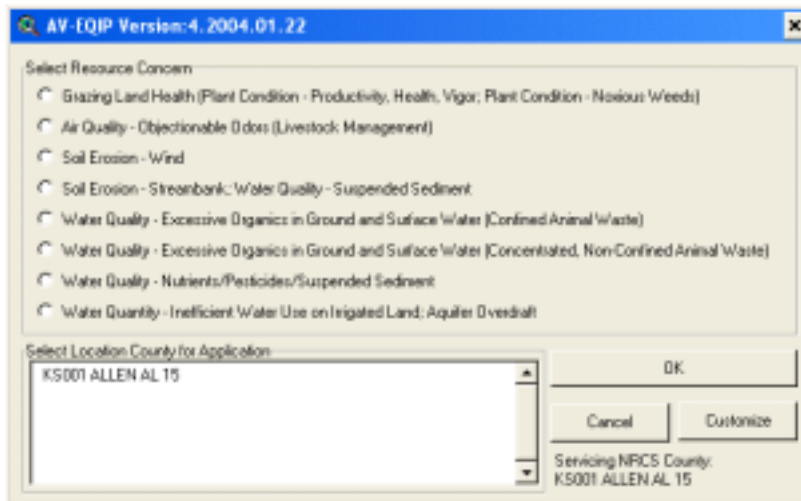 AV-EQIP Version:4.2004.01.22
Select Resource Concern
Grazing Land Health (Plant Condition - Productivity, Health, Vigor; Plant Condition - Noxious Weeds)
Air Quality - Objectionable Odors (Livestock Management)
Soil Erosion - Wind
Soil Erosion - Streambank; Water Quality - Suspended Sediment
Water Quality - Excessive Organics in Ground and Surface Water (Confined Animal Waste)
Water Quality - Excessive Organics in Ground and Surface Water (Concentrated, Non-Confined Animal Waste)
Water Quality - Nutrients/Pesticides/Suspended Sediment
Water Quantity - Inefficient Water Use on Irrigated Land; Aquifer Overdraft
Select Location County for Application
KS001 ALLEN AL 15
OK
Cancel
Customize
Servicing NRCS County:
KS001 ALLEN AL 15